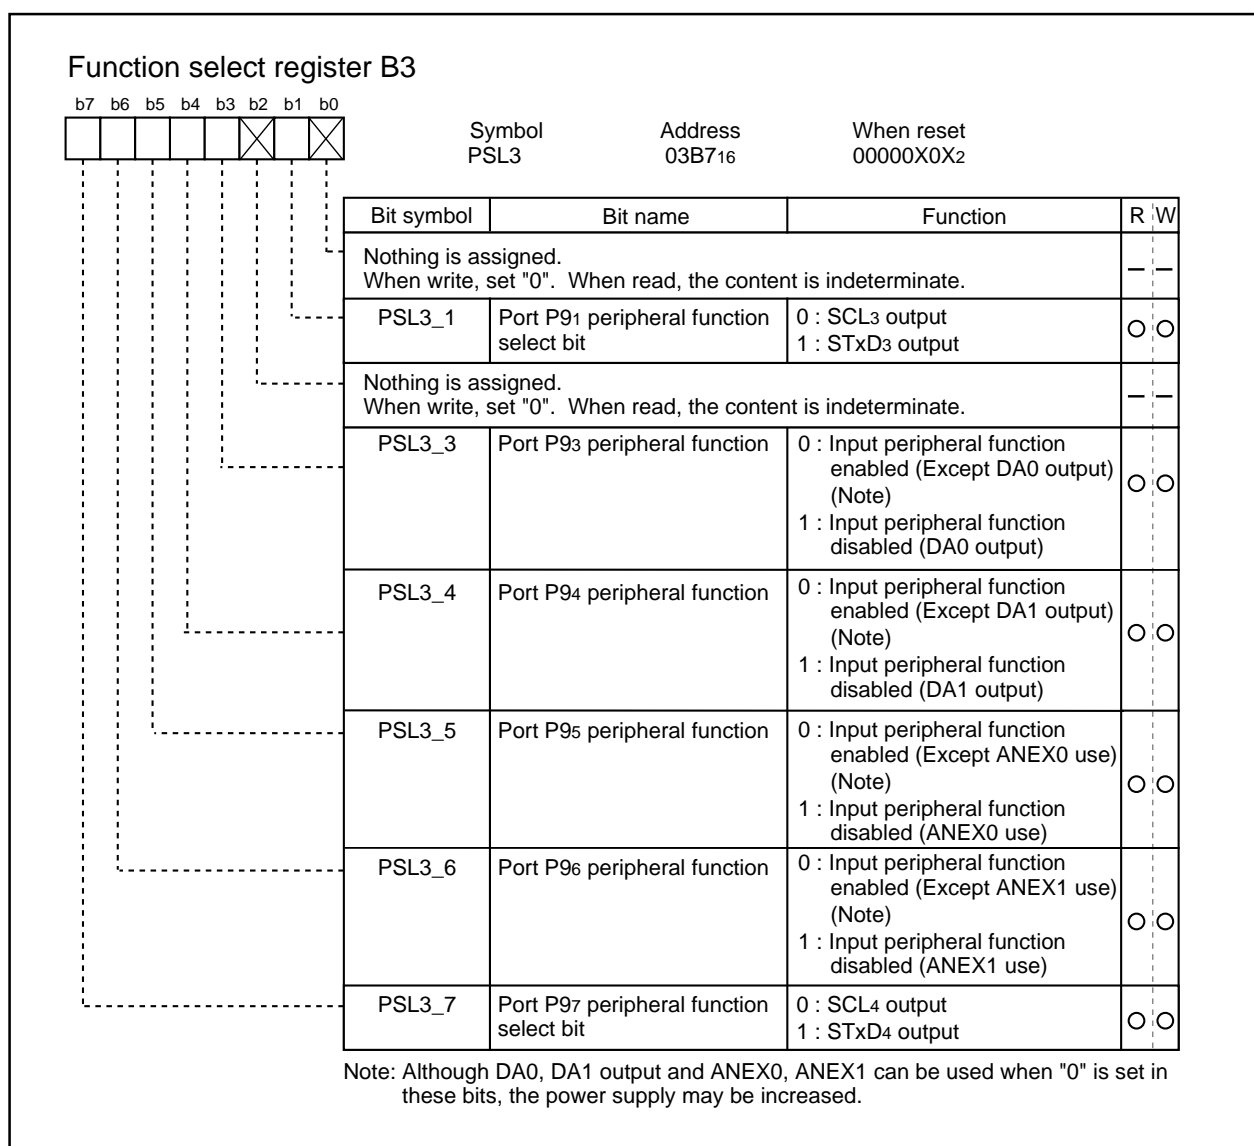 Function select register B3
b7 b6 b5 b4 b3 b2 b1 b0
Symbol Address When reset
PSL3 03B716 00000X0X2
Bit symbol Bit name Function R W
Nothing is assigned.
When write, set "0". When read, the content is indeterminate.
— —
PSL3_1 Port P91 peripheral function 0 : SCL3 output
select bit 1 : STxD3 output
Nothing is assigned.
When write, set "0". When read, the content is indeterminate.
— —
PSL3_3 Port P93 peripheral function 0 : Input peripheral function
enabled (Except DA0 output)
(Note)
1 : Input peripheral function
disabled (DA0 output)
PSL3_4 Port P94 peripheral function 0 : Input peripheral function
enabled (Except DA1 output)
(Note)
1 : Input peripheral function
disabled (DA1 output)
PSL3_5 Port P95 peripheral function 0 : Input peripheral function
enabled (Except ANEX0 use)
(Note)
1 : Input peripheral function
disabled (ANEX0 use)
PSL3_6 Port P96 peripheral function 0 : Input peripheral function
enabled (Except ANEX1 use)
(Note)
1 : Input peripheral function
disabled (ANEX1 use)
PSL3_7 Port P97 peripheral function 0 : SCL4 output
select bit 1 : STxD4 output
Note: Although DA0, DA1 output and ANEX0, ANEX1 can be used when "0" is set in
these bits, the power supply may be increased.